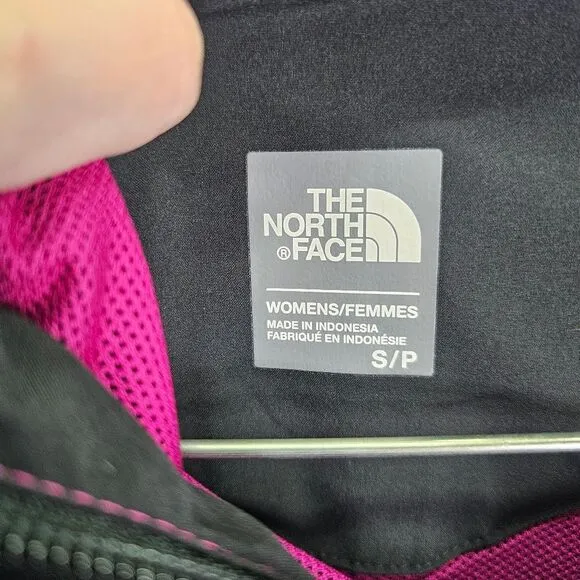 THE
NORTH
® FACE
WOMENS/FEMMES
MADE IN INDONESIA
FABRIQUÉ EN INDONÉSIE
S/P